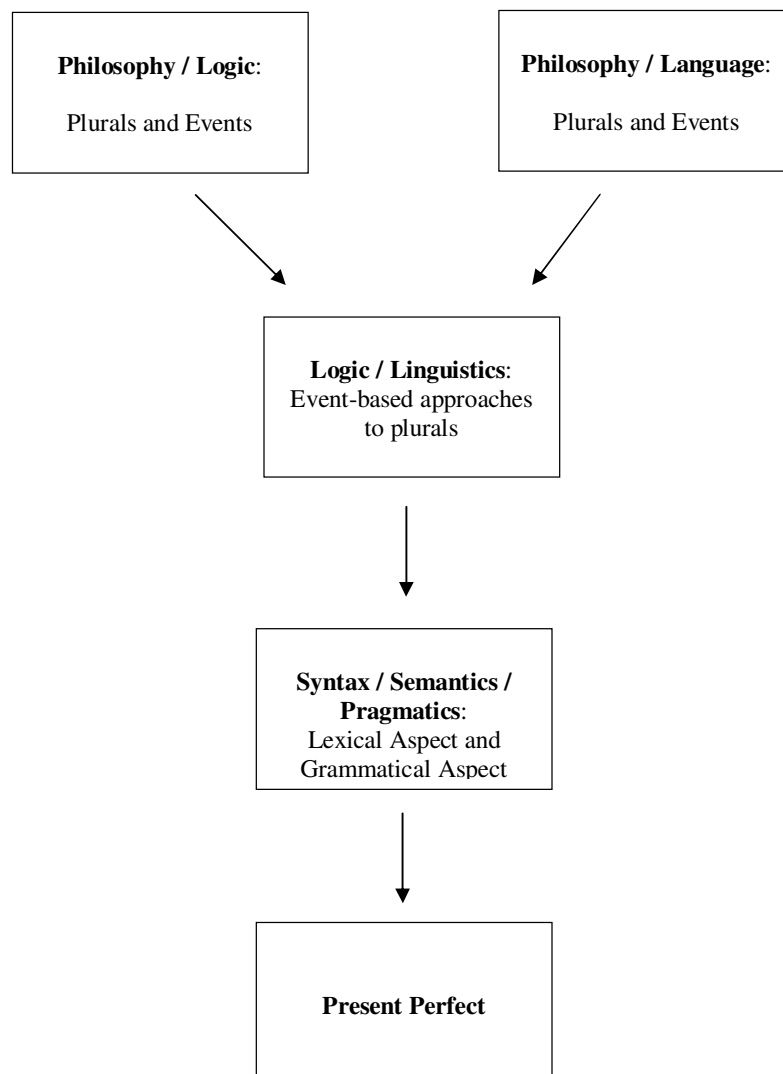 Philosophy / Logic:
Plurals and Events
Philosophy / Language:
Plurals and Events
Logic / Linguistics:
Event-based approaches
to plurals
Syntax / Semantics /
Pragmatics:
Lexical Aspect and
Grammatical Aspect
Present Perfect